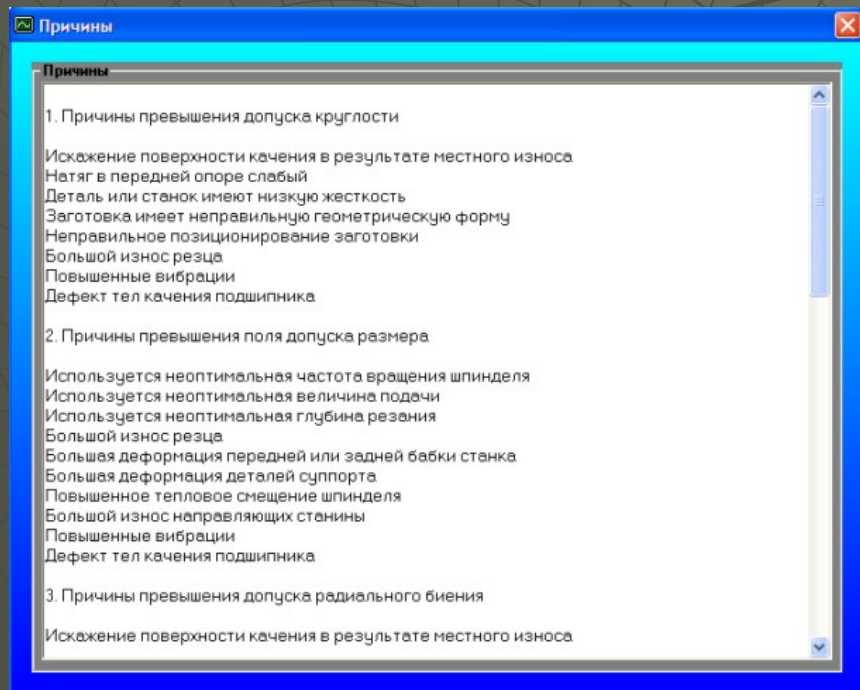 Причины
Причины
1. Причины превышения допуска круглости
Искажение поверхности качения в результате местного износа
Натяг в передней опоре слабый
Деталь или станок имеют низкую жесткость
Заготовка имеет неправильную геометрическую форму
Неправильное позиционирование заготовки
Большой износ резца
Повышенные вибрации
Дефект тел качения подшипника
2. Причины превышения поля допуска размера
Используется неоптимальная частота вращения шпинделя
Используется неоптимальная величина подачи
Используется неоптимальная глубина резания
Большой износ резца
Большая деформация передней или задней бабки станка
Большая деформация деталей суппорта
Повышенное тепловое смещение шпинделя
Большой износ направляющих станины
Повышенные вибрации
Дефект тел качения подшипника
3. Причины превышения допуска радиального биения
Искажение поверхности качения в результате местного износа